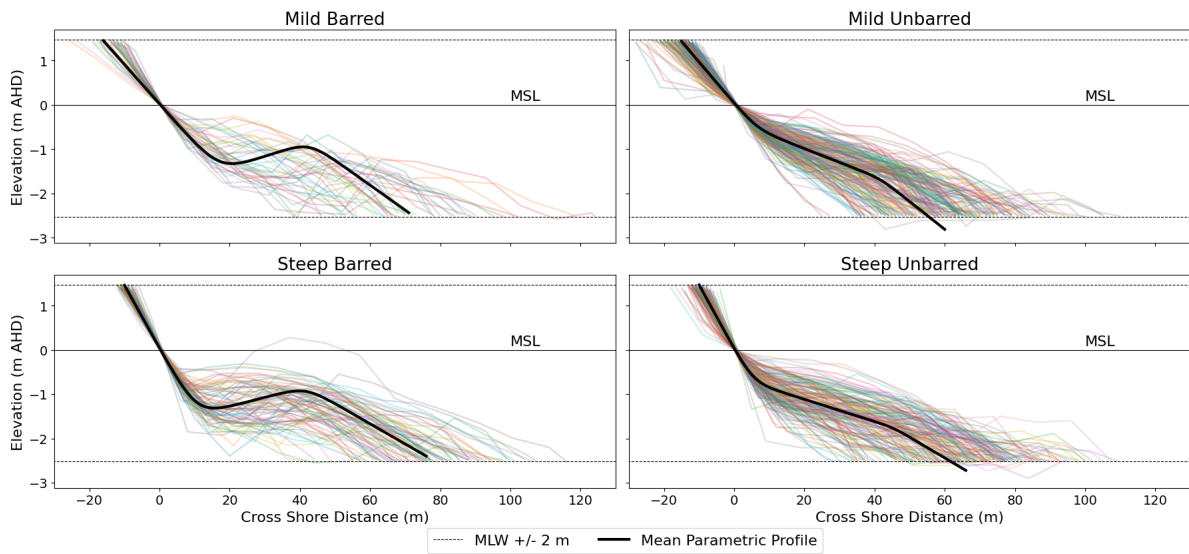 Mild Barred
Mild Unbarred
Elevation (m AHD)
1
0
−1
−2
−3
MSL
MSL
Steep Barred
Steep Unbarred
Elevation (m AHD)
1
0
−1
−2
−3
MSL
MSL
−20 0 20 40 60 80 100 120
−20 0 20 40 60 80 100 120
Cross Shore Distance (m)
Cross Shore Distance (m)
MLW +/- 2 m
Mean Parametric Profile